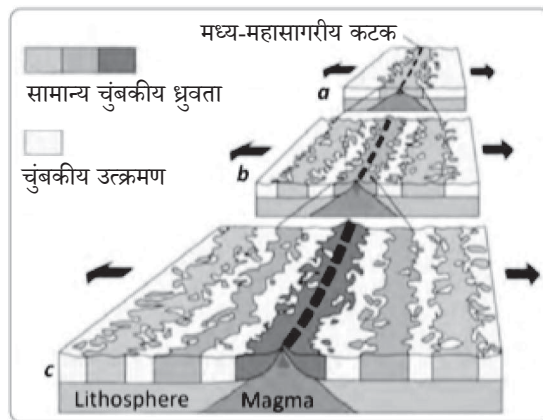 मध्य-महासागरीय कटक
सामान्य चुंबकीय ध्रुवता
a
चुंबकीय उत्क्रमण
b
c
Lithosphere Magma